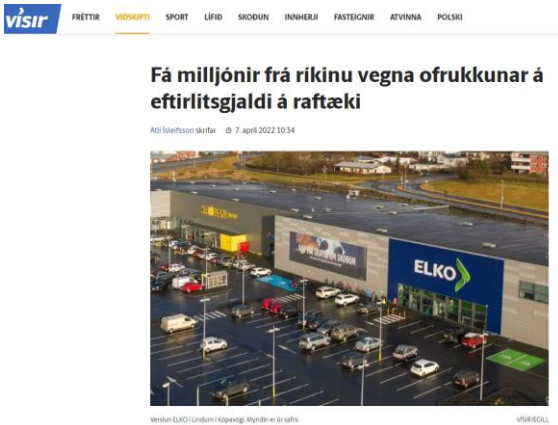 vísir
FRÉTTIR VIÐSKIPTI SPORT LÍFIÐ SKOÐUN INNHERJI FASTEIGNIR ATVINNA POLSKI
Fá milljónir frá ríkinu vegna ofrukkunar á
eftirlitsgjaldi á raftæki
Atli Ísleifsson skrifar 7. apríl 2022 10:34
ELKO
Verslun ELKO í Lindum í Kópavogi. Myndin er úr safni. VÍSIR/EGILL